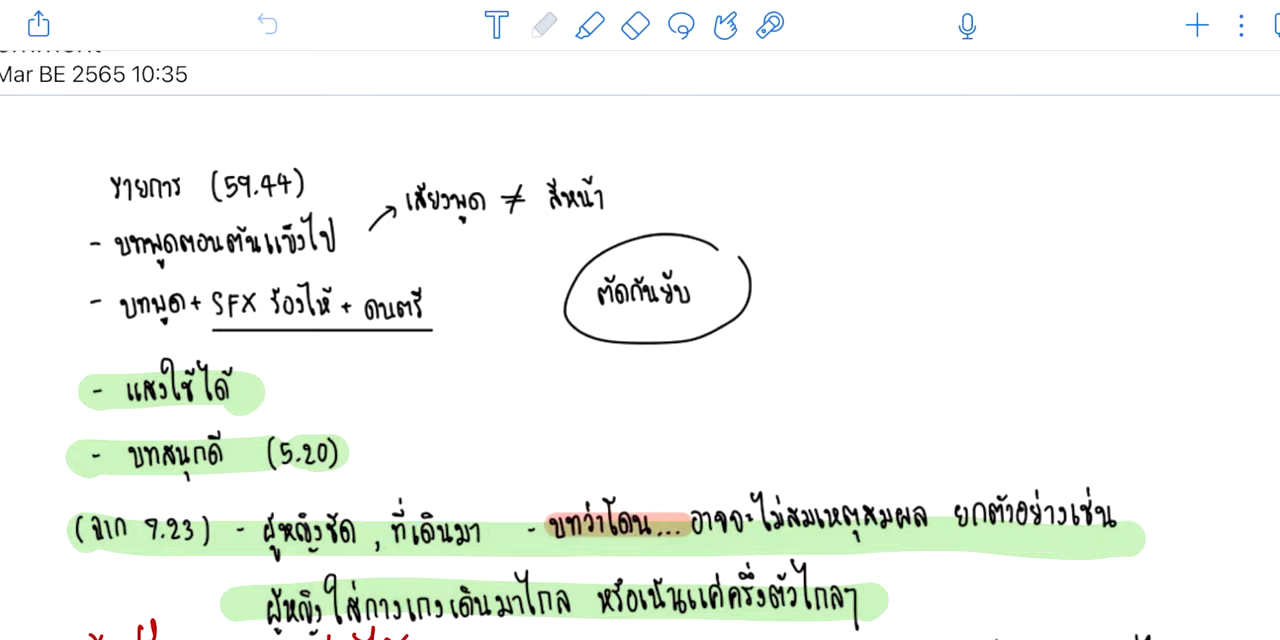 Mar BE 2565 10:35
รายการ (59.44)
เสียงพูด ≠ สีหน้า
- บทพูดตอนต้นแข็งไป
- บทพูด + SFX ร้องไห้ + ดนตรี
ตัดกันยับ
- แสงใช้ได้
- บทสนุกดี (5.20)
(ฉาก 9.23) - ผู้หญิงชัด , ที่เดินมา - บทว่าโดน... อาจจะไม่สมเหตุสมผล ยกตัวอย่างเช่น
ผู้หญิงใส่กางเกงเดินมาไกล หรือเน้นแค่ครึ่งตัวไกลๆ